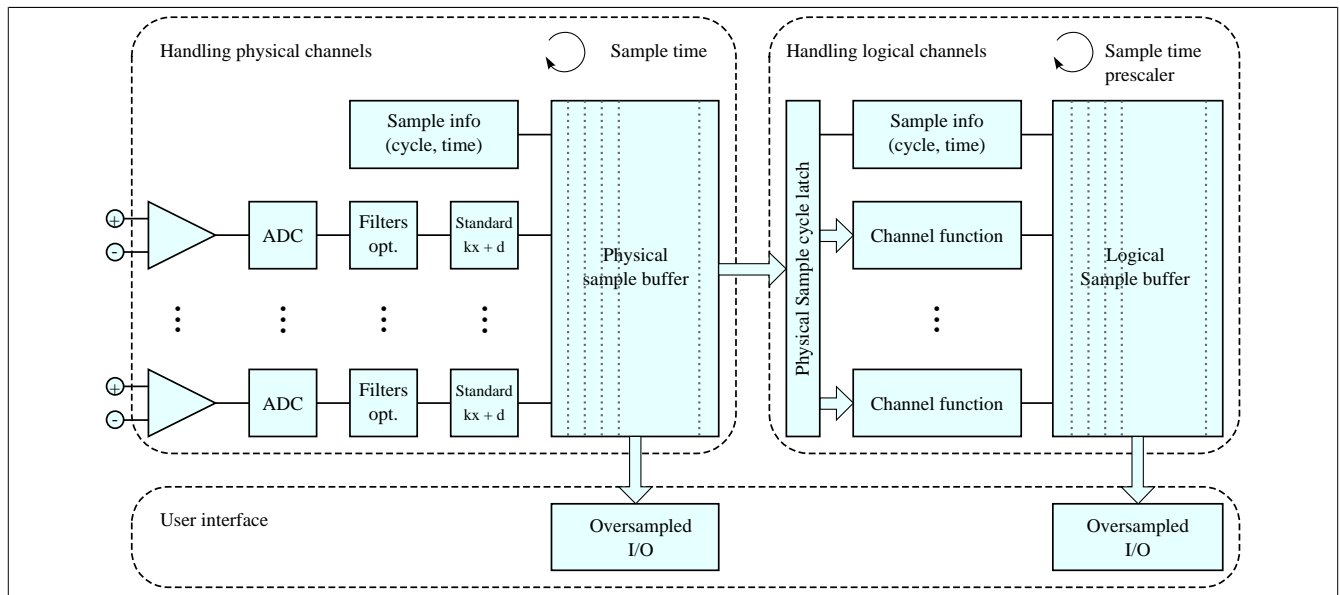 Handling physical channels
Sample time
Handling logical channels
Sample time
prescaler
Sample info
(cycle, time)
Physical Sample cycle latch
Sample info
(cycle, time)
+
-
ADC
Filters
opt.
Standard
kx + d
Physical
sample buffer
Channel function
Logical
Sample buffer
+
-
ADC
Filters
opt.
Standard
kx + d
Channel function
User interface
Oversampled
I/O
Oversampled
I/O